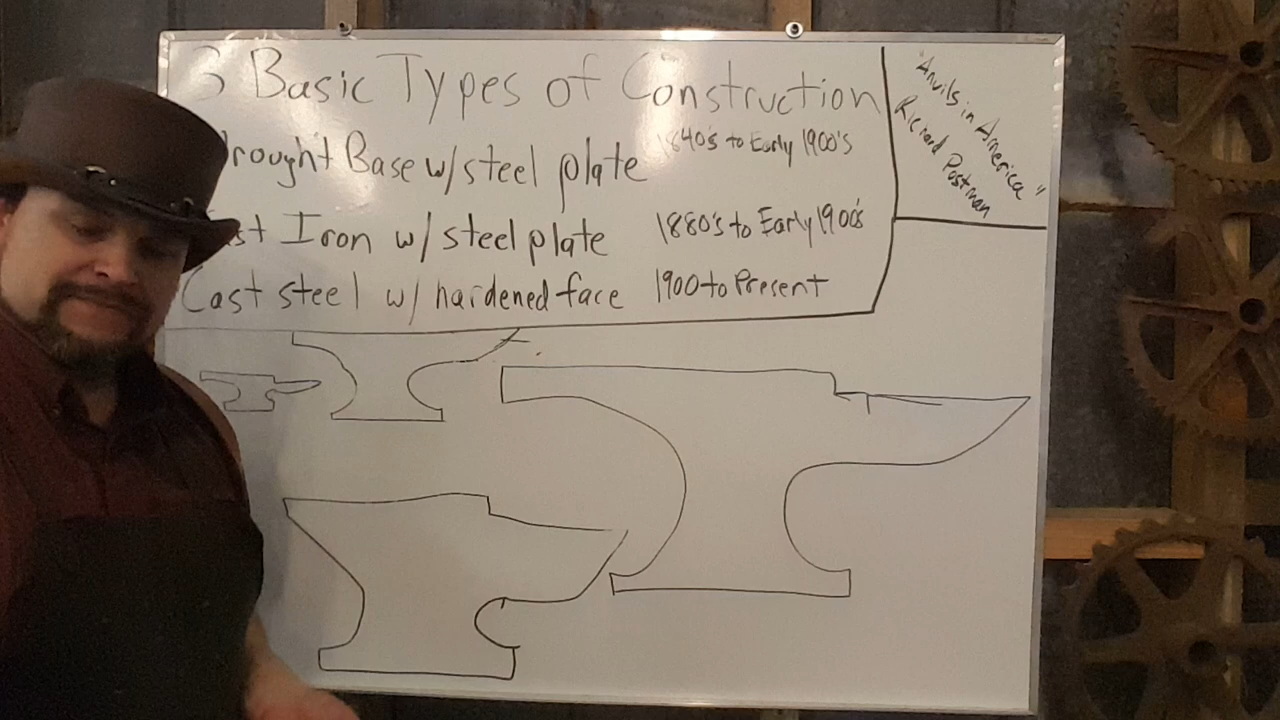 3 Basic Types of Construction
rought Base w/ steel plate 1840's to Early 1900's
st Iron w/ steel plate 1880's to Early 1900's
Cast steel w/ hardened face 1900 to Present
"Anvils in America"
Richard Postman